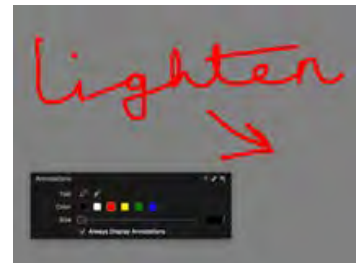 lighten
Annotations
Tool
Color
Size
Always Display Annotations